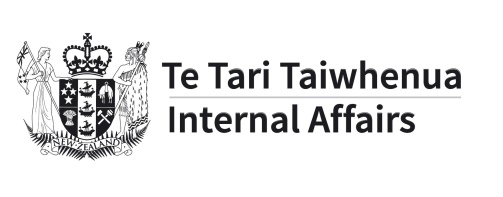 Te Tari Taiwhenua
Internal Affairs
NEW ZEALAND